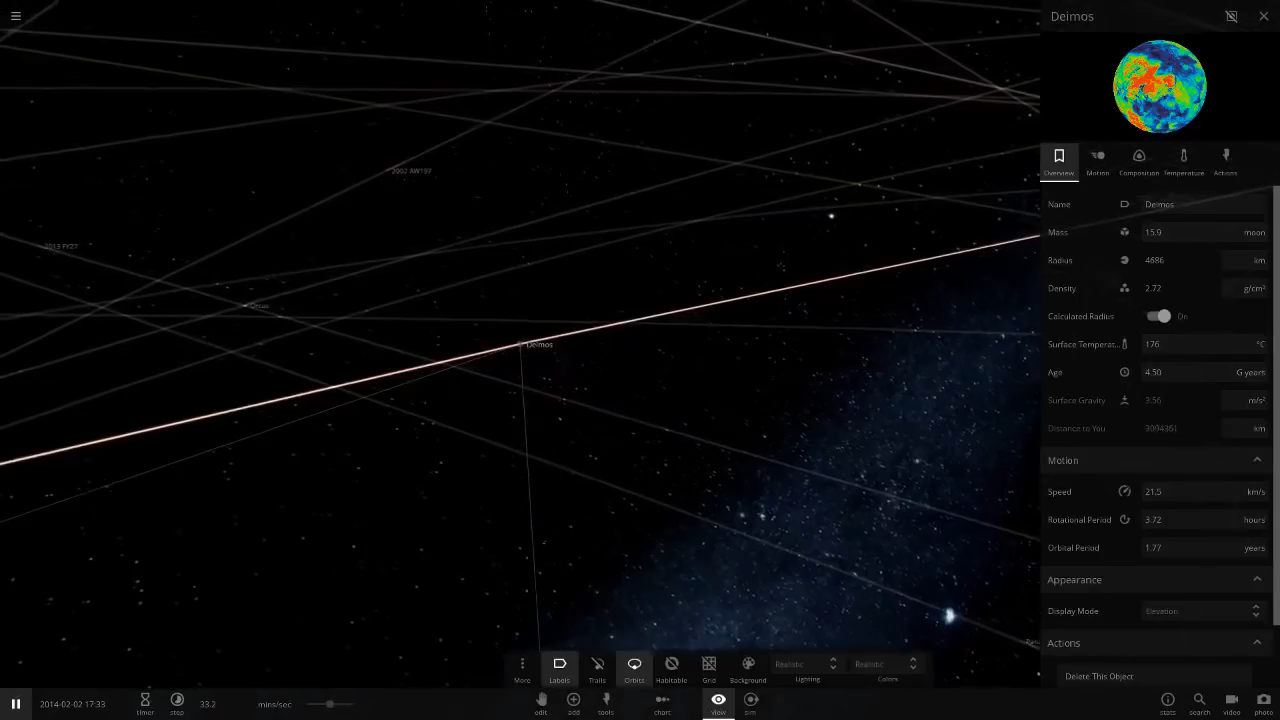 Deimos
Overview Motion Composition Temperature Actions
2002 AW197
Name Deimos
Mass 15.9 moon
2013 FY27
Radius 4686 km
Density 2.72 g/cm³
Orcus
Calculated Radius On
Deimos
Surface Temperat... 176 °C
Age 4.50 G years
Surface Gravity 3.56 m/s²
Distance to You 3094361 km
Motion
Speed 21.5 km/s
Rotational Period 3.72 hours
Orbital Period 1.77 years
Appearance
Display Mode Elevation
Actions
Delete This Object
Realistic Realistic
More Labels Trails Orbits Habitable Grid Background Lighting Colors
2014-02-02 17:33 timer step 33.2 mins/sec edit add tools chart view sim stats search video photo